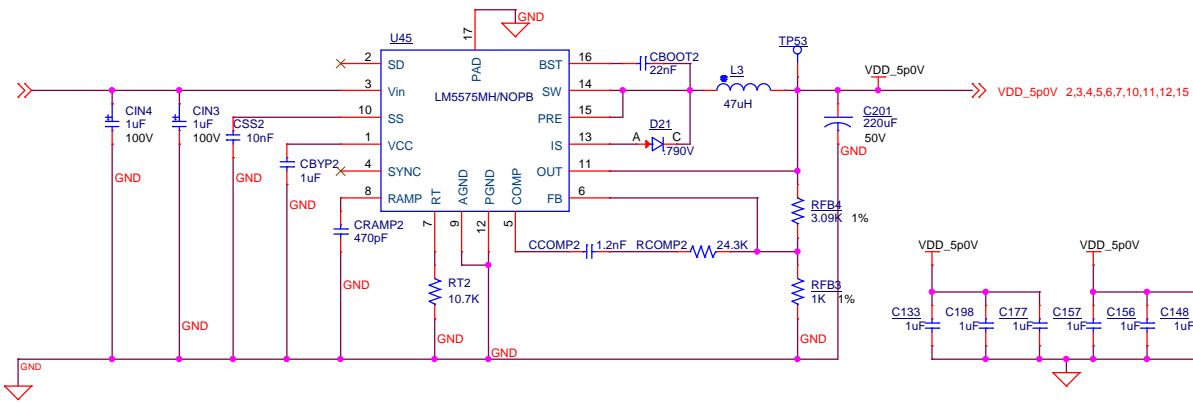 GND
U45
17
PAD
LM5575MH/NOPB
2 SD
3 Vin
10 SS
1 VCC
4 SYNC
8 RAMP
BST 16
SW 14
PRE 15
IS 13
OUT 11
FB 6
RT 7
AGND 9
PGND 12
COMP 5
CIN4
1uF
100V
GND
CIN3
1uF
100V
GND
CSS2
10nF
GND
CBYP2
1uF
GND
CRAMP2
470pF
GND
RT2
10.7K
GND
GND
CBOOT2
22nF
L3
47uH
TP53
VDD_5p0V
VDD_5p0V 2,3,4,5,6,7,10,11,12,15
D21
A C
.790V
C201
220uF
50V
GND
RFB4
3.09K 1%
CCOMP2 1.2nF RCOMP2 24.3K
RFB3
1K 1%
GND
GND
VDD_5p0V
VDD_5p0V
C133
1uF
C198
1uF
C177
1uF
C157
1uF
C156
1uF
C148
1uF